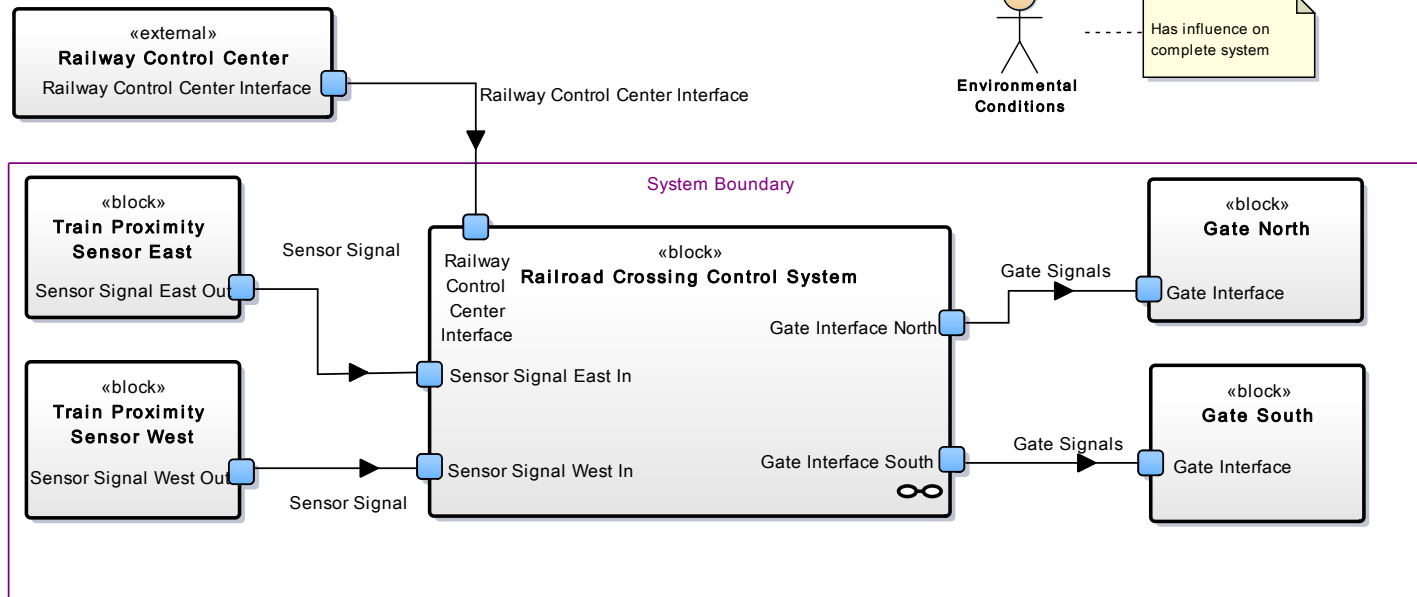 «external»
Railway Control Center
Railway Control Center Interface
Railway Control Center Interface
Has influence on
complete system
Environmental
Conditions
System Boundary
«block»
Train Proximity
Sensor East
Sensor Signal East Out
Sensor Signal
«block»
Railroad Crossing Control System
Railway
Control
Center
Interface
Gate Interface North
Sensor Signal East In
Gate Signals
«block»
Gate North
Gate Interface
«block»
Train Proximity
Sensor West
Sensor Signal West Out
Sensor Signal
Sensor Signal West In
Gate Interface South
Gate Signals
«block»
Gate South
Gate Interface